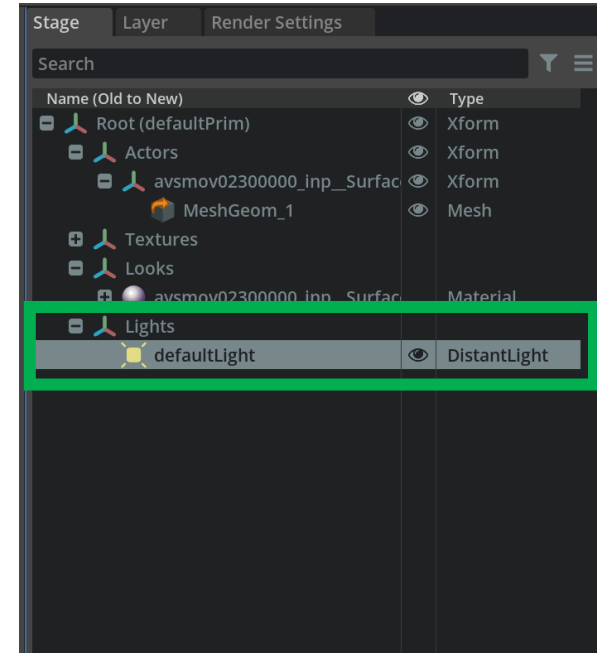 Stage Layer Render Settings
Search
Name (Old to New) Type
Root (defaultPrim) Xform
Actors Xform
avsmov02300000_inp__Surfac Xform
MeshGeom_1 Mesh
Textures
Looks
avsmov02300000_inp__Surfac Material
Lights
defaultLight DistantLight